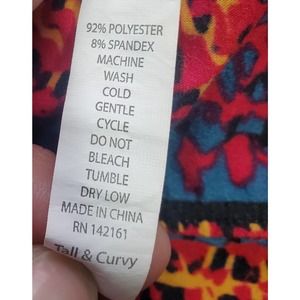 92% POLYESTER
8% SPANDEX
MACHINE
WASH
COLD
GENTLE
CYCLE
DO NOT
BLEACH
TUMBLE
DRY LOW
MADE IN CHINA
RN 142161
Tall & Curvy